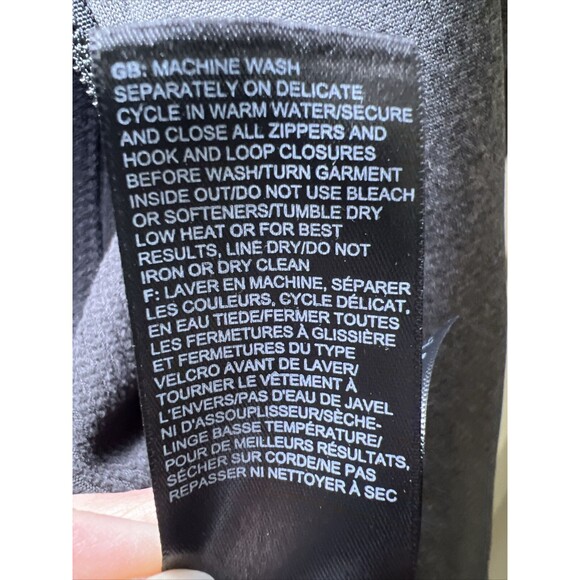 GB: MACHINE WASH
SEPARATELY ON DELICATE
CYCLE IN WARM WATER/SECURE
AND CLOSE ALL ZIPPERS AND
HOOK AND LOOP CLOSURES
BEFORE WASH/TURN GARMENT
INSIDE OUT/DO NOT USE BLEACH
OR SOFTENERS/TUMBLE DRY
LOW HEAT OR FOR BEST
RESULTS, LINE DRY/DO NOT
IRON OR DRY CLEAN
F: LAVER EN MACHINE, SÉPARER
LES COULEURS, CYCLE DÉLICAT,
EN EAU TIEDE/FERMER TOUTES
LES FERMETURES À GLISSIÈRE
ET FERMETURES DU TYPE
VELCRO AVANT DE LAVER/
TOURNER LE VÊTEMENT À
L'ENVERS/PAS D'EAU DE JAVEL
NI D'ASSOUPLISSEUR/SÈCHE-
LINGE BASSE TEMPÉRATURE/
POUR DE MEILLEURS RÉSULTATS,
SÉCHER SUR CORDE/NE PAS
REPASSER NI NETTOYER À SEC